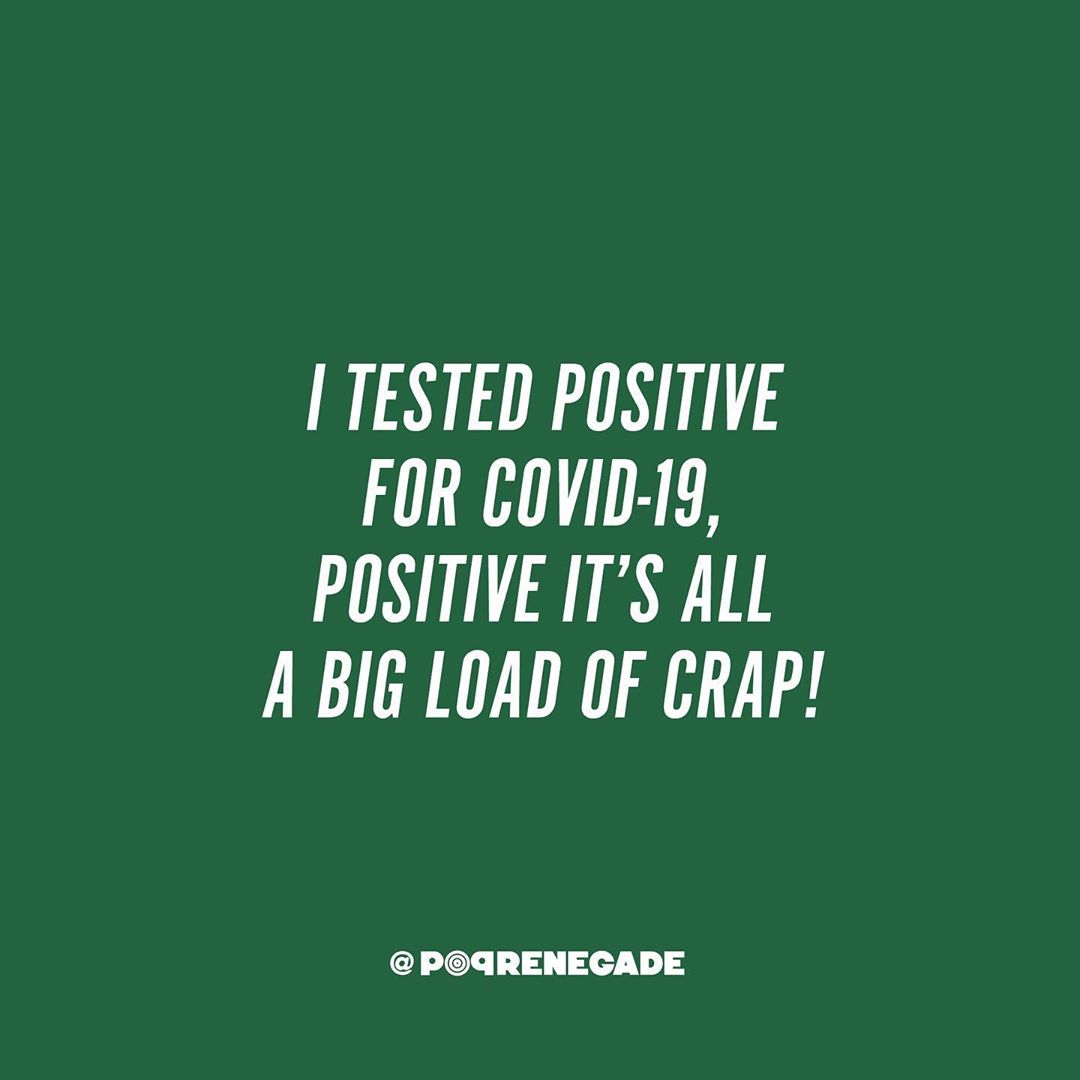 I TESTED POSITIVE
FOR COVID-19,
POSITIVE IT’S ALL
A BIG LOAD OF CRAP!
@POPRENEGADE